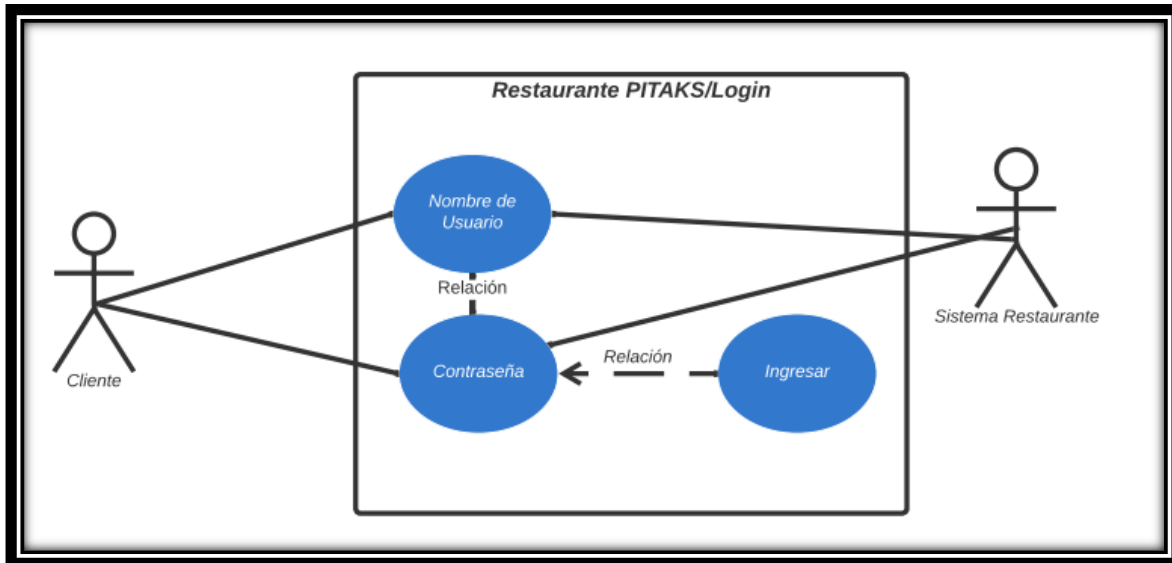 Restaurante PITAKS/Login
Nombre de
Usuario
Relación
Sistema Restaurante
Relación
Contraseña
Ingresar
Cliente